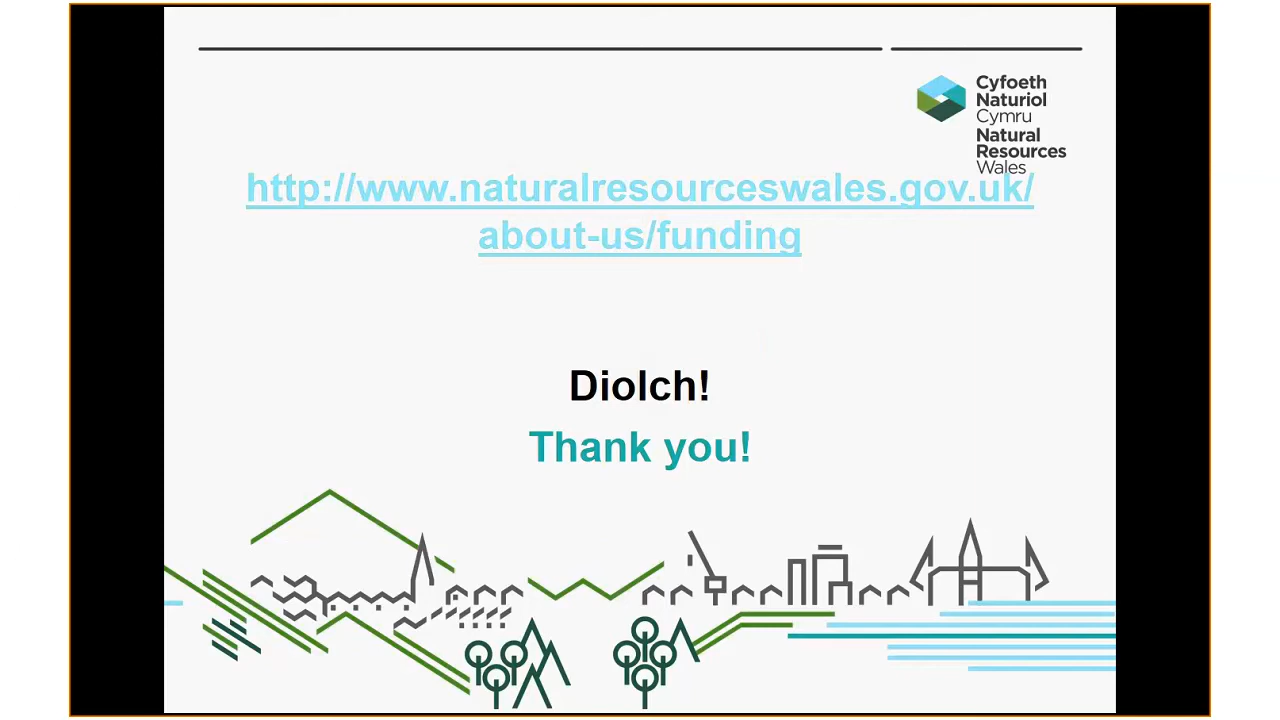 Cyfoeth
Naturiol
Cymru
Natural
Resources
Wales
http://www.naturalresourceswales.gov.uk/
about-us/funding
Diolch!
Thank you!